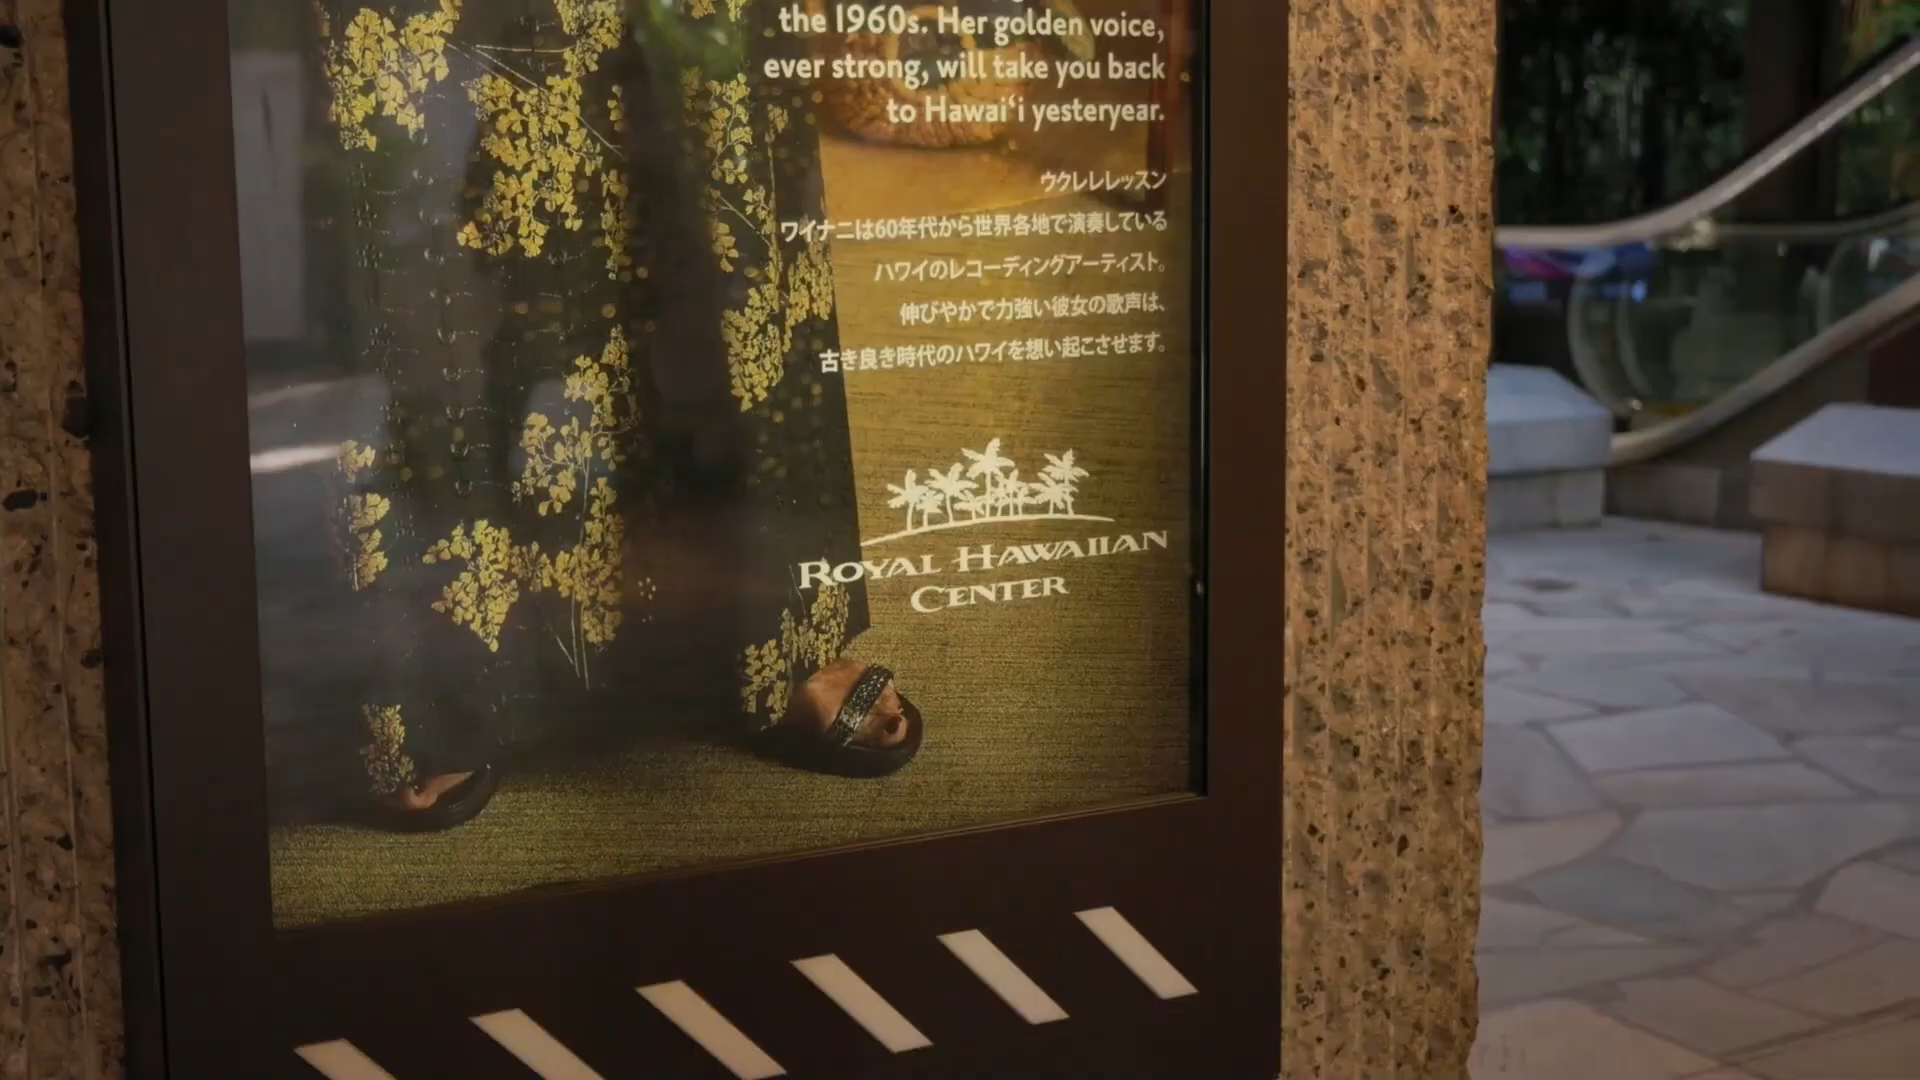 the 1960s. Her golden voice,
ever strong, will take you back
to Hawai‘i yesteryear.
ウクレレレッスン
ワイナニは60年代から世界各地で演奏している
ハワイのレコーディングアーティスト。
伸びやかで力強い彼女の歌声は、
古き良き時代のハワイを想い起こさせます。
ROYAL HAWAIIAN
CENTER